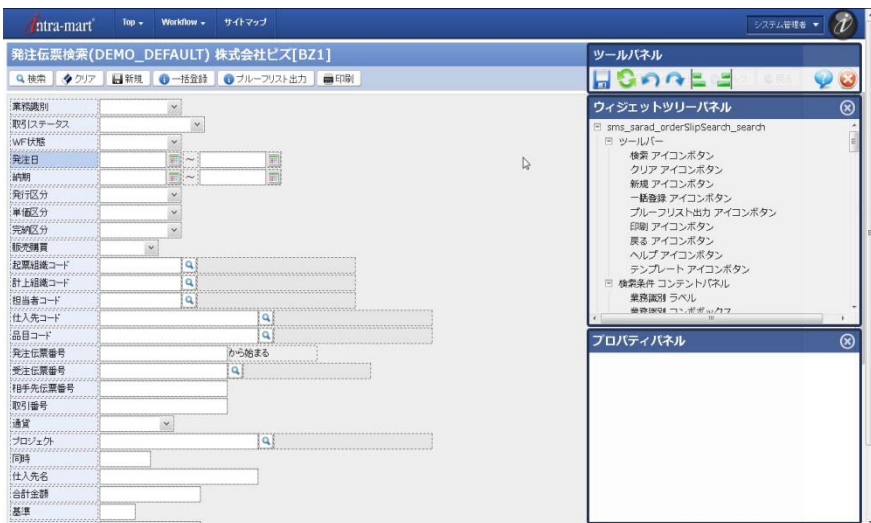 intra-mart
Top
Workflow
サイトマップ
システム管理者
発注伝票検索(DEMO_DEFAULT) 株式会社ビズ[BZ1]
検索 クリア 新規 一括登録 プルーフリスト出力 印刷
業務識別
取引ステータス
WF状態
発注日 ～
納期 ～
発行区分
単価区分
完納区分
販売購買
起票組織コード
計上組織コード
担当者コード
仕入先コード
品目コード
発注伝票番号 から始まる
受注伝票番号
相手先伝票番号
取引番号
通貨
プロジェクト
同時
仕入先名
合計金額
基準
ツールパネル
ウィジェットツリーパネル
sms_sarad_orderSlipSearch_search
ツールバー
検索 アイコンボタン
クリア アイコンボタン
新規 アイコンボタン
一括登録 アイコンボタン
プルーフリスト出力 アイコンボタン
印刷 アイコンボタン
戻る アイコンボタン
ヘルプ アイコンボタン
テンプレート アイコンボタン
検索条件 コンテントパネル
業務識別 ラベル
業務識別 コンボボックス
プロパティパネル